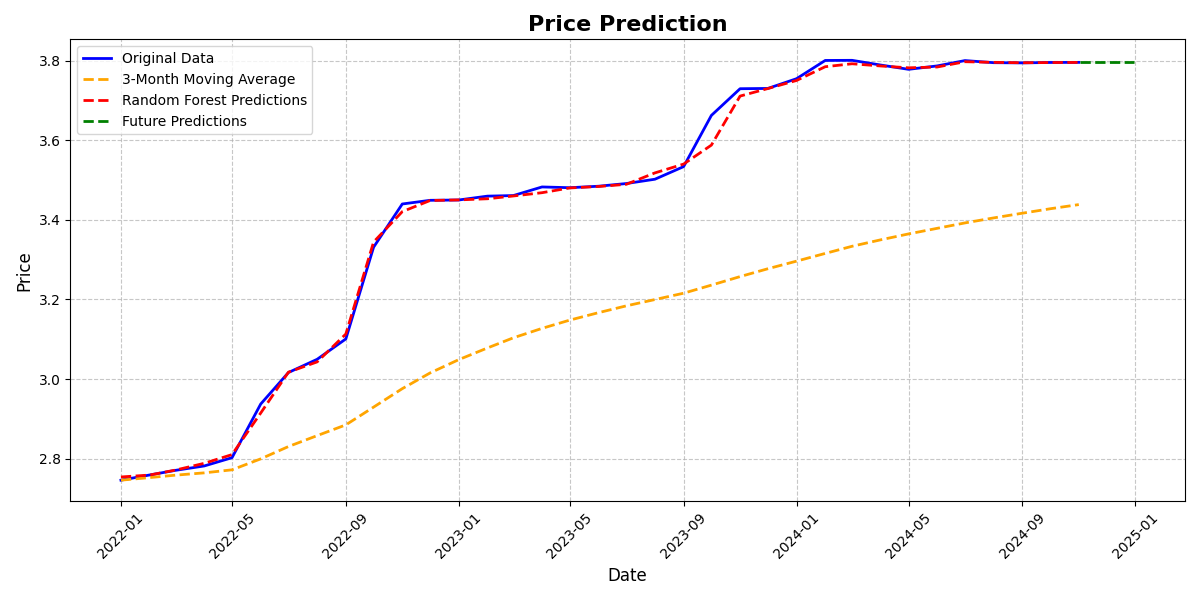 Price Prediction
Original Data
3-Month Moving Average
Random Forest Predictions
Future Predictions
Price
3.8
3.6
3.4
3.2
3.0
2.8
2022-01
2022-05
2022-09
2023-01
2023-05
2023-09
2024-01
2024-05
2024-09
2025-01
Date